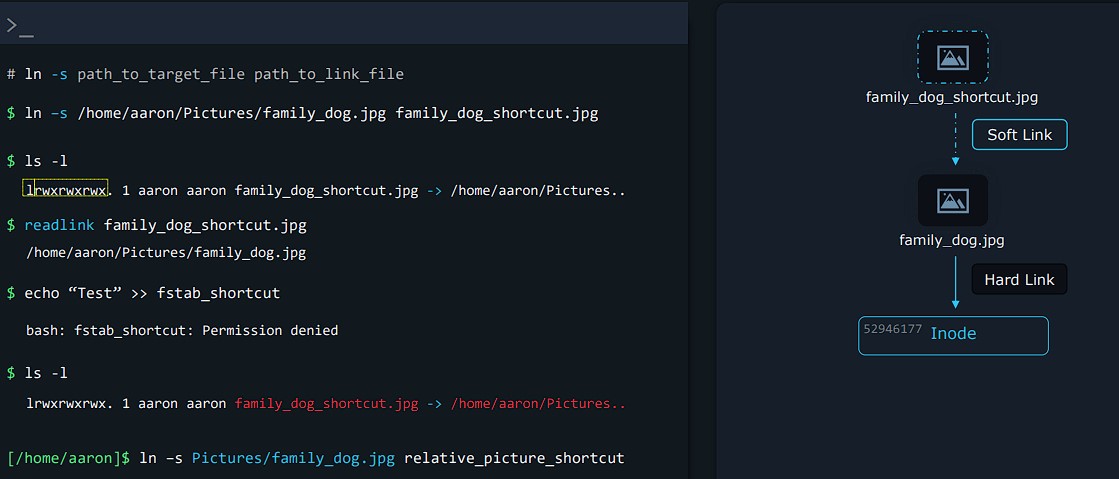 >_
# ln -s path_to_target_file path_to_link_file
$ ln –s /home/aaron/Pictures/family_dog.jpg family_dog_shortcut.jpg
$ ls -l
lrwxrwxrwx. 1 aaron aaron family_dog_shortcut.jpg -> /home/aaron/Pictures..
$ readlink family_dog_shortcut.jpg
/home/aaron/Pictures/family_dog.jpg
$ echo “Test” >> fstab_shortcut
bash: fstab_shortcut: Permission denied
$ ls -l
lrwxrwxrwx. 1 aaron aaron family_dog_shortcut.jpg -> /home/aaron/Pictures..
[/home/aaron]$ ln –s Pictures/family_dog.jpg relative_picture_shortcut
family_dog_shortcut.jpg
Soft Link
family_dog.jpg
Hard Link
52946177 Inode